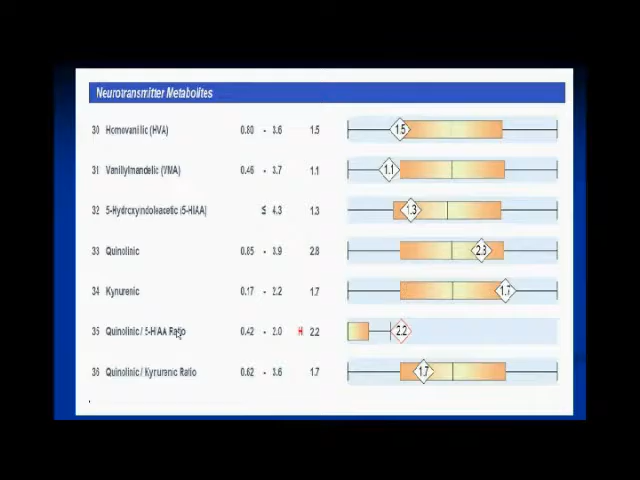 Neurotransmitter Metabolites
30 Homovanillic (HVA) 0.80 - 3.6 1.5 1.5
31 Vanillylmandelic (VMA) 0.46 - 3.7 1.1 1.1
32 5-Hydroxyindoleacetic (5-HIAA) ≤ 4.3 1.3 1.3
33 Quinolinic 0.85 - 3.9 2.8 2.8
34 Kynurenic 0.17 - 2.2 1.7 1.7
35 Quinolinic / 5-HIAA Ratio 0.42 - 2.0 H 2.2 2.2
36 Quinolinic / Kynurenic Ratio 0.62 - 3.6 1.7 1.7